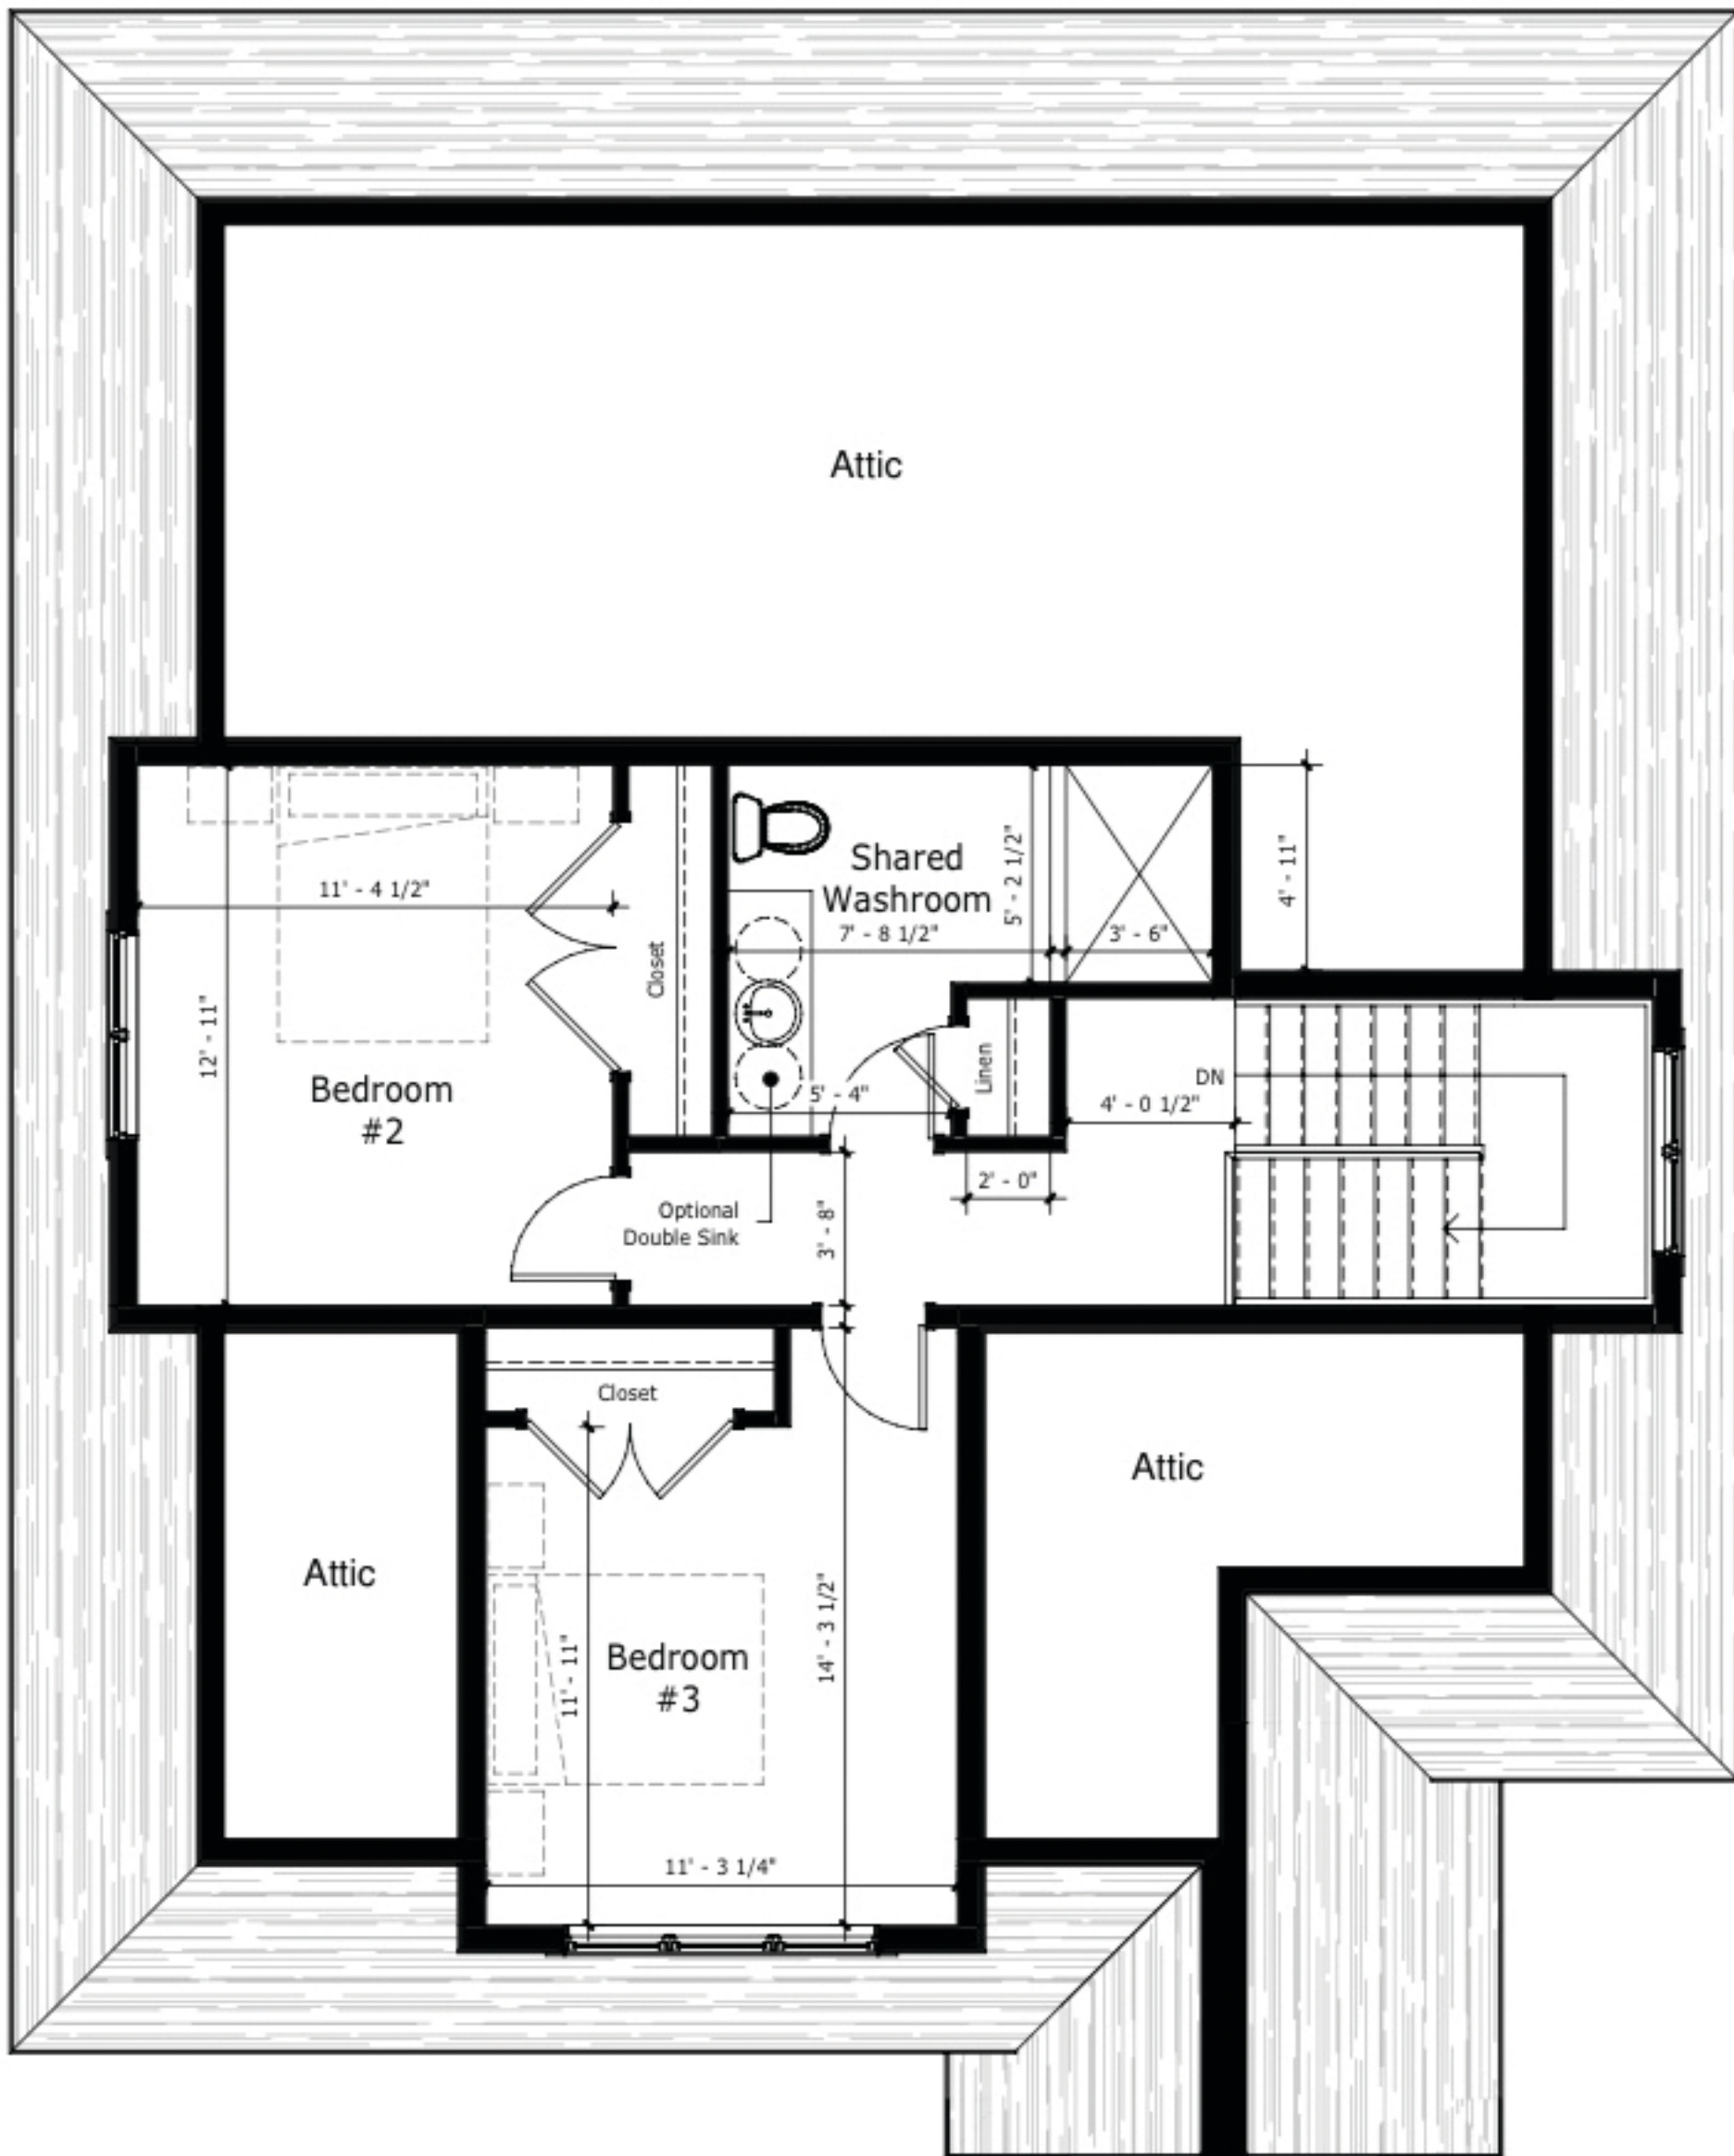 Attic
11' - 4 1/2"
12' - 11"
Bedroom
#2
Closet
Shared
Washroom
7' - 8 1/2"
5' - 2 1/2"
3' - 6"
4' - 11"
5' - 4"
Linen
DN
4' - 0 1/2"
2' - 0"
Optional
Double Sink
3' - 8"
Closet
Attic
Attic
Bedroom
#3
11' - 11"
14' - 3 1/2"
11' - 3 1/4"